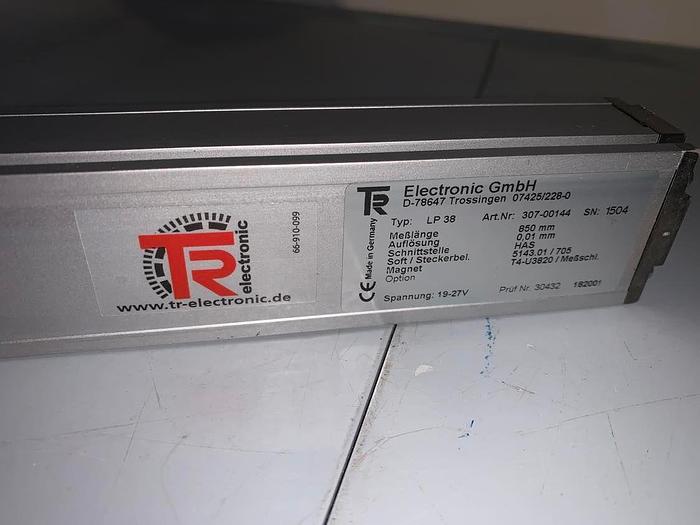 TR
electronic
www.tr-electronic.de
66-910-099
TR Electronic GmbH
D-78647 Trossingen 07425/228-0
CE Made in Germany
Typ: LP 38 Art.Nr: 307-00144 SN: 1504
Meßlänge 850 mm
Auflösung 0,01 mm
Schnittstelle HAS
Soft / Steckerbel. 5143.01 / 705
Magnet T4-U3820 / Meßschl.
Option
Spannung: 19-27V Prüf Nr. 30432 182001